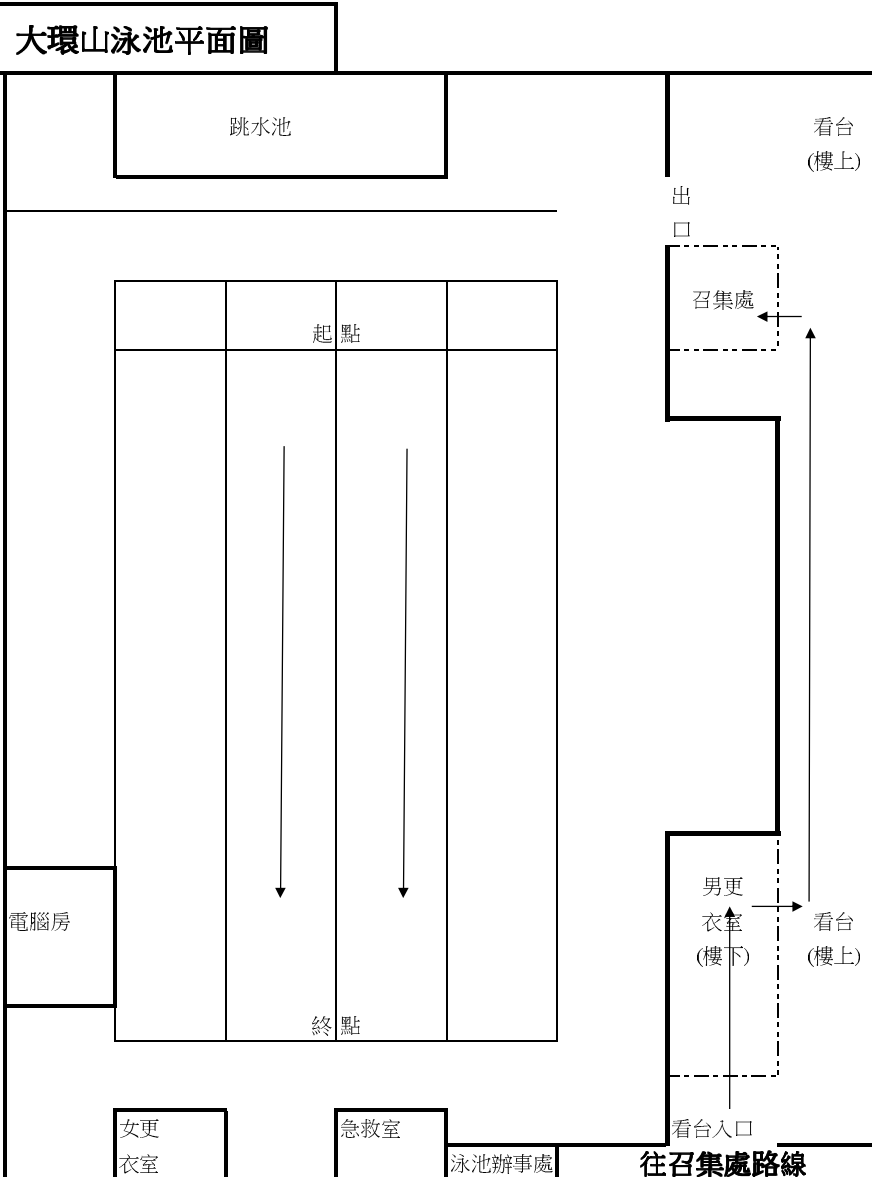 大環山泳池平面圖
跳水池
看台
(樓上)
出
口
召集處
起 點
男更
衣室
(樓下)
看台
(樓上)
電腦房
終 點
女更
衣室
急救室
泳池辦事處
看台入口
往召集處路線